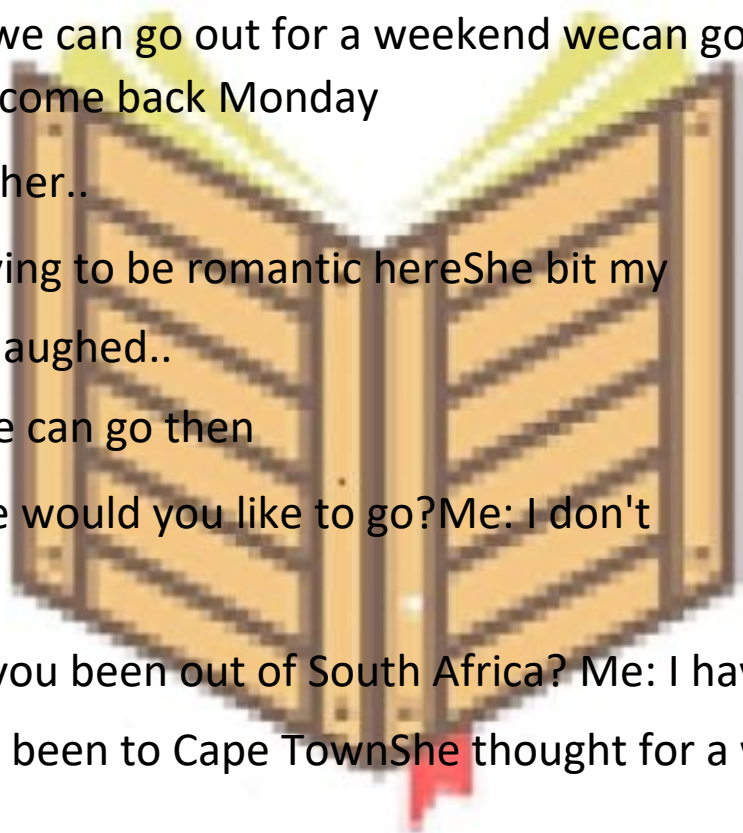 we can go out for a weekend wecan go
come back Monday
her..
ing to be romantic hereShe bit my
aughed..
e can go then
e would you like to go?Me: I don't
you been out of South Africa? Me: I hav
been to Cape TownShe thought for a